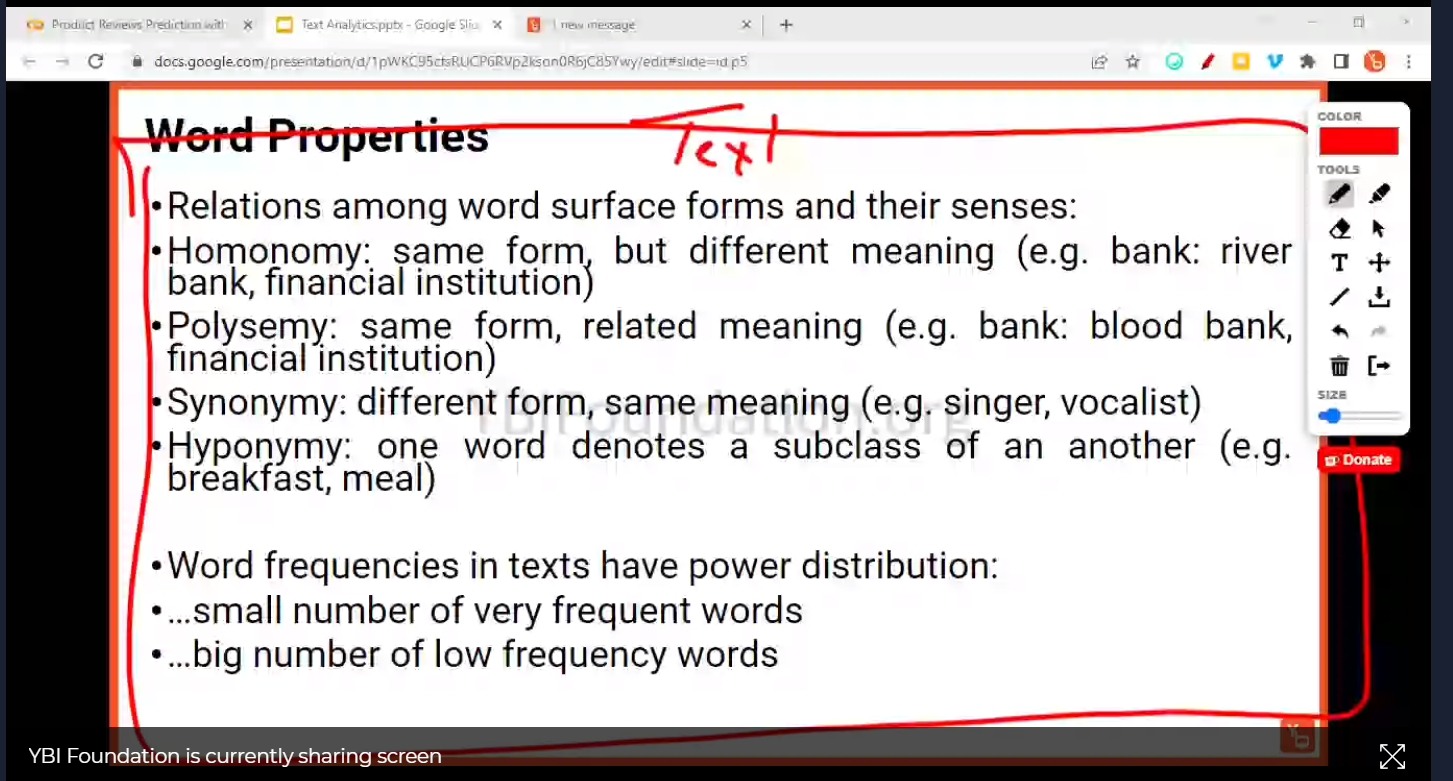 Product Reviews Prediction with
Text Analytics.pptx - Google Slid
1 new message
docs.google.com/presentation/d/1pWKC95cfsRUCP6RVp2ksan0R6jC85Ywy/edit#slide=id.p5
Word Properties
Text
•Relations among word surface forms and their senses:
•Homonomy: same form, but different meaning (e.g. bank: river
bank, financial institution)
•Polysemy: same form, related meaning (e.g. bank: blood bank,
financial institution)
•Synonymy: different form, same meaning (e.g. singer, vocalist)
YBIFoundation.org
•Hyponymy: one word denotes a subclass of an another (e.g.
breakfast, meal)
•Word frequencies in texts have power distribution:
•...small number of very frequent words
•...big number of low frequency words
COLOR
TOOLS
T
SIZE
Donate
YBI Foundation is currently sharing screen